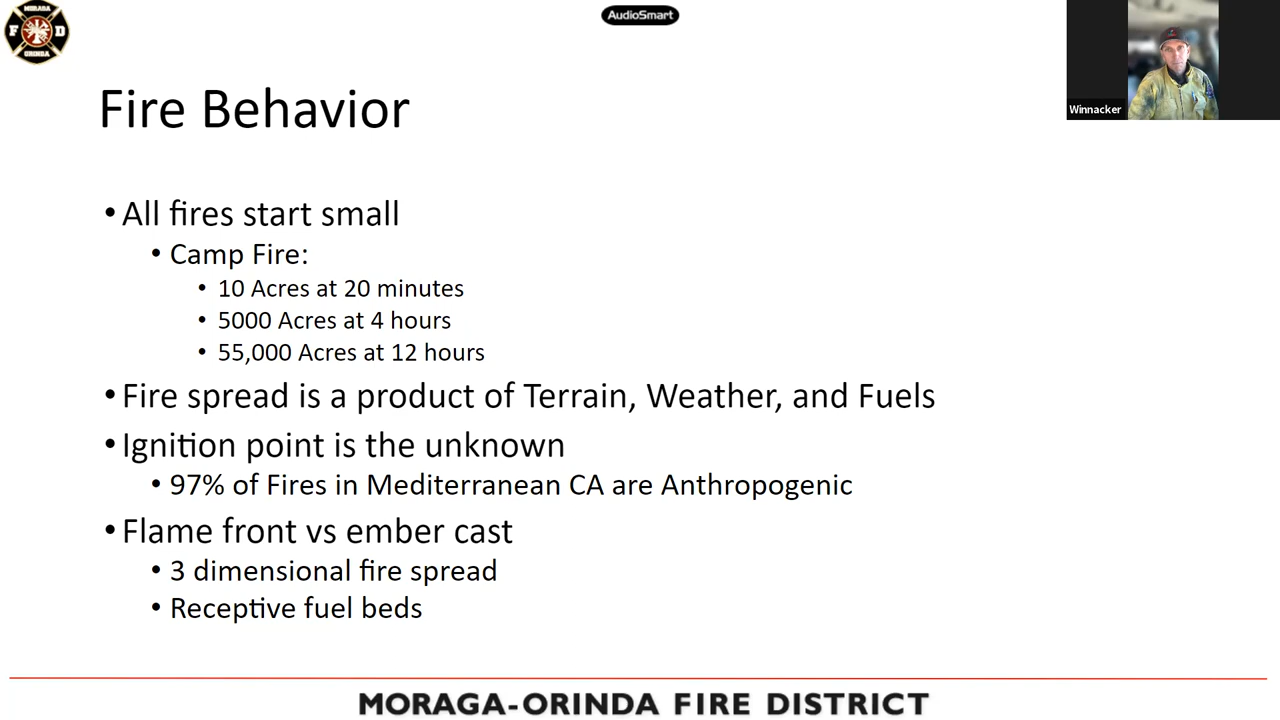 MORAGA
F D
ORINDA
AudioSmart
Winnacker
Fire Behavior
• All fires start small
• Camp Fire:
• 10 Acres at 20 minutes
• 5000 Acres at 4 hours
• 55,000 Acres at 12 hours
• Fire spread is a product of Terrain, Weather, and Fuels
• Ignition point is the unknown
• 97% of Fires in Mediterranean CA are Anthropogenic
• Flame front vs ember cast
• 3 dimensional fire spread
• Receptive fuel beds
MORAGA-ORINDA FIRE DISTRICT